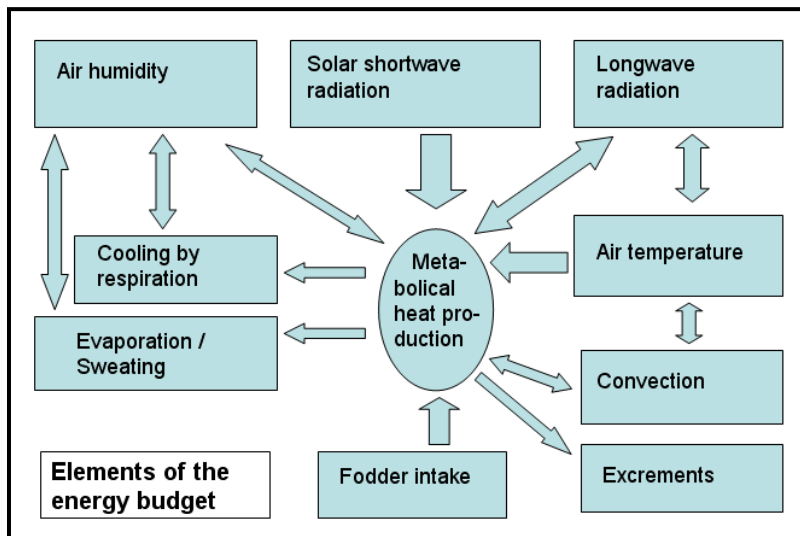 Air humidity
Solar shortwave
radiation
Longwave
radiation
Cooling by
respiration
Meta-
bolical
heat pro-
duction
Air temperature
Evaporation /
Sweating
Convection
Elements of the
energy budget
Fodder intake
Excrements